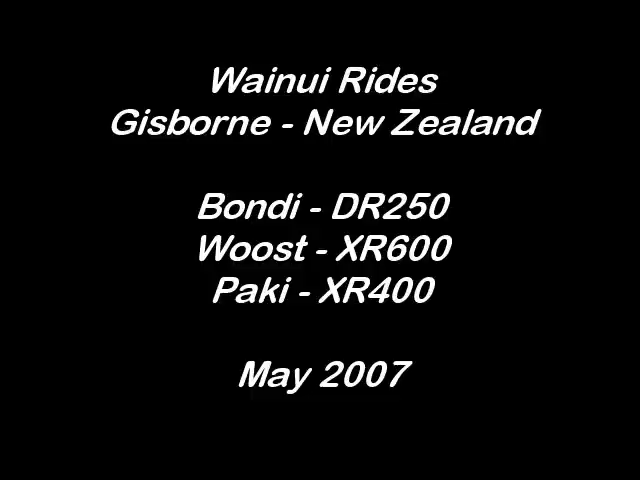 Wainui Rides
Gisborne - New Zealand
Bondi - DR250
Woost - XR600
Paki - XR400
May 2007